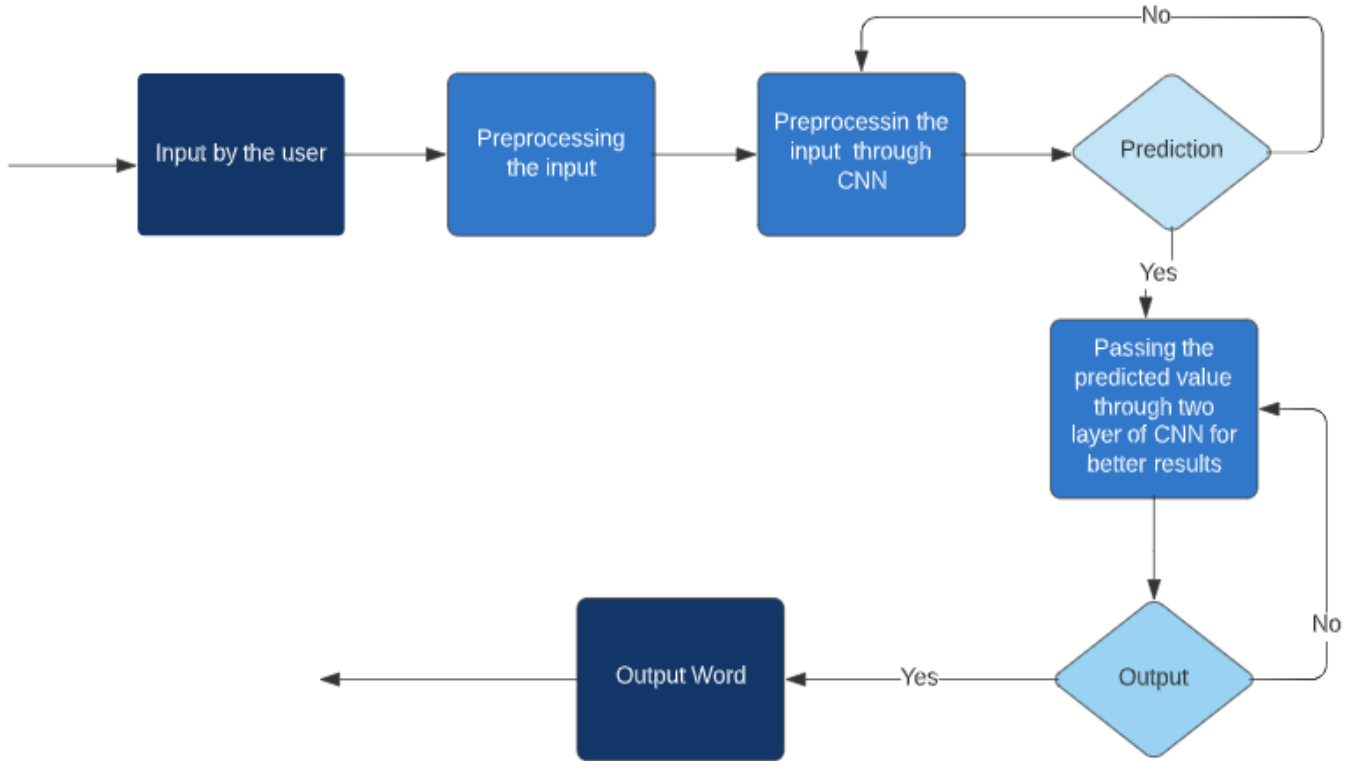 No
Input by the user
Preprocessing
the input
Preprocessin the
input through
CNN
Prediction
Yes
Passing the
predicted value
through two
layer of CNN for
better results
No
Output
Yes
Output Word